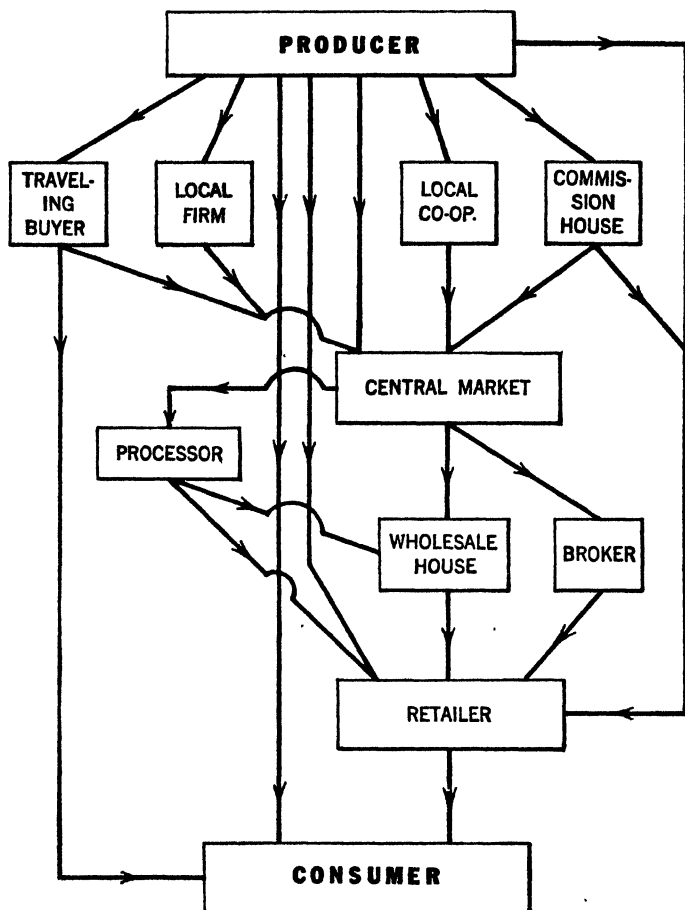 PRODUCER
TRAVEL-
ING
BUYER
LOCAL
FIRM
LOCAL
CO-OP.
COMMIS-
SION
HOUSE
CENTRAL MARKET
PROCESSOR
WHOLESALE
HOUSE
BROKER
RETAILER
CONSUMER